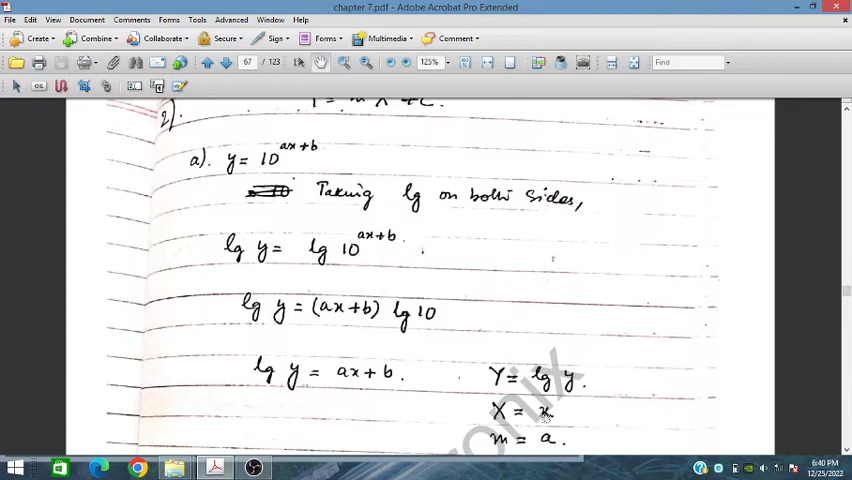 chapter 7.pdf - Adobe Acrobat Pro Extended
File Edit View Document Comments Forms Tools Advanced Window Help
Create Combine Collaborate Secure Sign Forms Multimedia Comment
67 / 123 125% Find
Y = m X + C.
2).
a). y = 10^{ax+b}
Taking lg on both sides,
lg y = lg 10^{ax+b}.
lg y = (ax+b) lg 10
lg y = ax+b.
Y = lg y.
X = x
m = a.
ronix
6:40 PM
12/25/2022